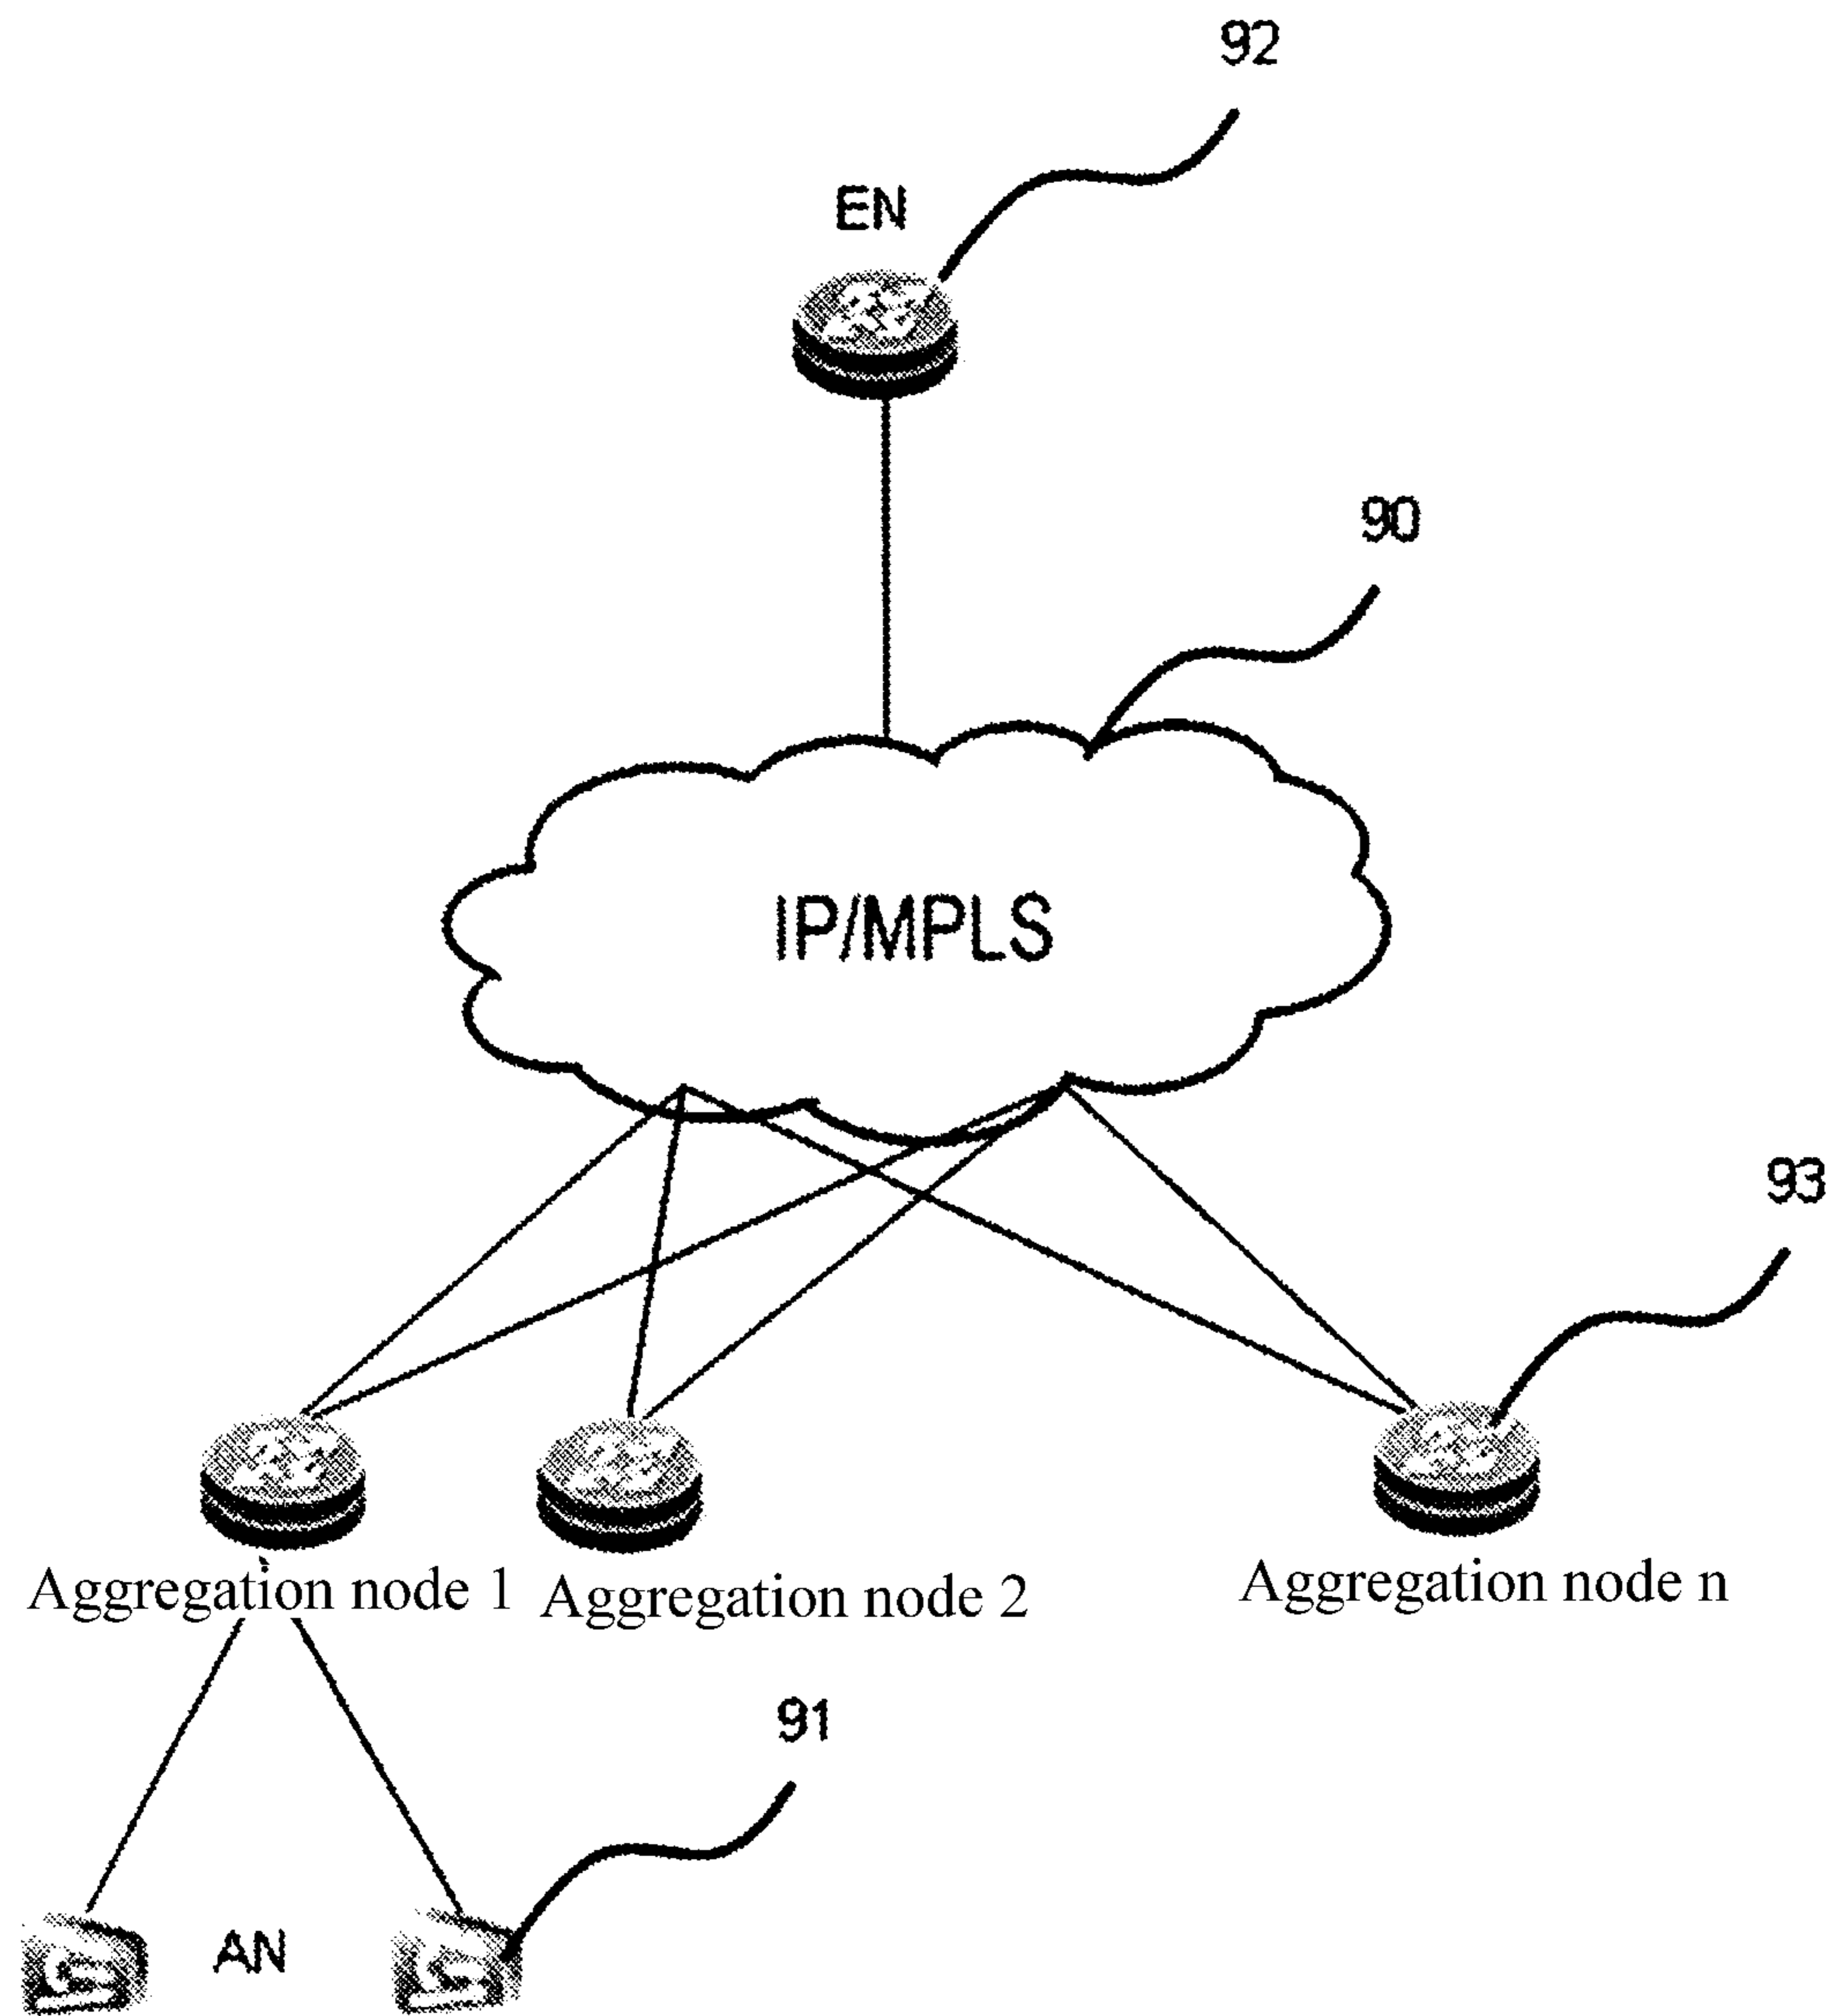 92
EN
90
IP/MPLS
93
Aggregation node 1
Aggregation node 2
Aggregation node n
91
AN